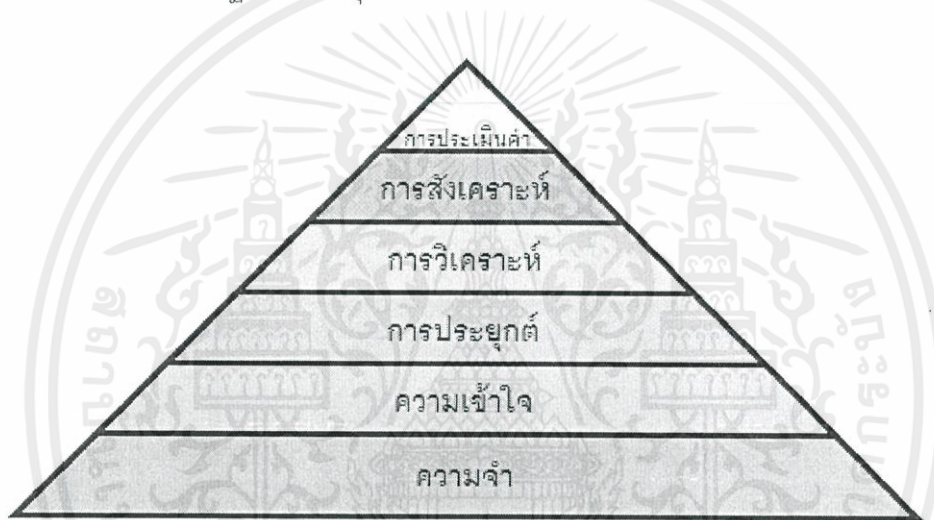 การประเมินค่า
การสังเคราะห์
การวิเคราะห์
การประยุกต์
ความเข้าใจ
ความจำ